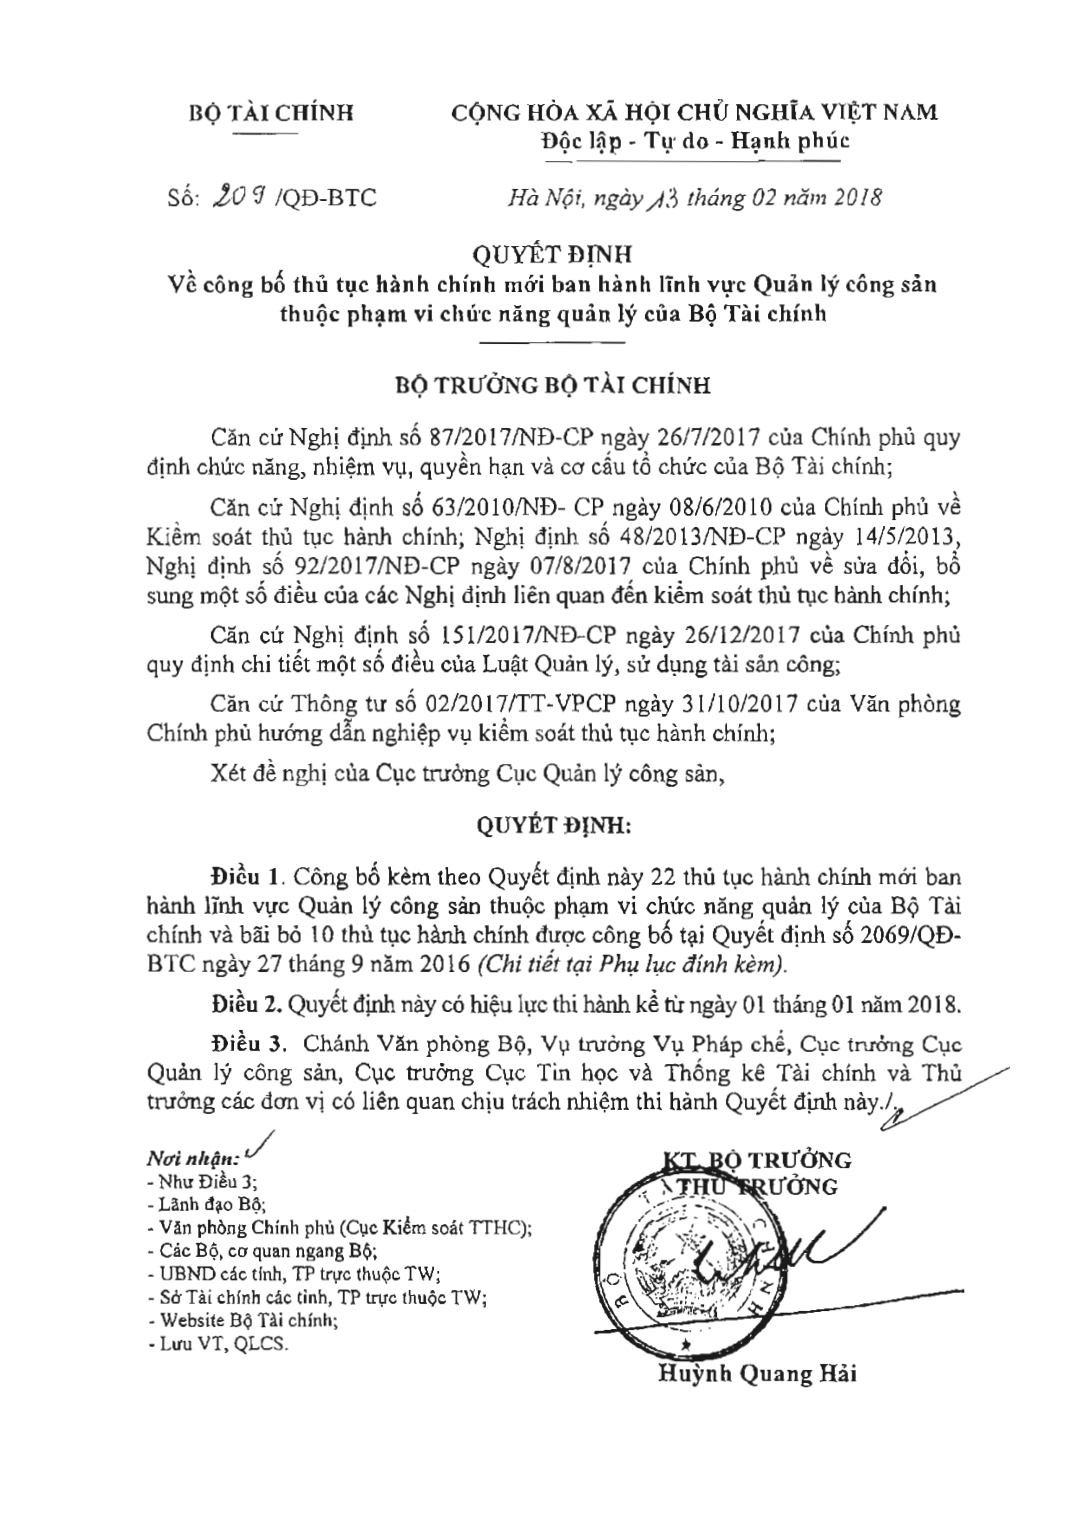 BỘ TÀI CHÍNH
CỘNG HÒA XÃ HỘI CHỦ NGHĨA VIỆT NAM
Độc lập - Tự do - Hạnh phúc
Số: 209 /QĐ-BTC
Hà Nội, ngày 13 tháng 02 năm 2018
QUYẾT ĐỊNH
Về công bố thủ tục hành chính mới ban hành lĩnh vực Quản lý công sản
thuộc phạm vi chức năng quản lý của Bộ Tài chính
BỘ TRƯỞNG BỘ TÀI CHÍNH
Căn cứ Nghị định số 87/2017/NĐ-CP ngày 26/7/2017 của Chính phủ quy
định chức năng, nhiệm vụ, quyền hạn và cơ cấu tổ chức của Bộ Tài chính;
Căn cứ Nghị định số 63/2010/NĐ- CP ngày 08/6/2010 của Chính phủ về
Kiểm soát thủ tục hành chính; Nghị định số 48/2013/NĐ-CP ngày 14/5/2013,
Nghị định số 92/2017/NĐ-CP ngày 07/8/2017 của Chính phủ về sửa đổi, bổ
sung một số điều của các Nghị định liên quan đến kiểm soát thủ tục hành chính;
Căn cứ Nghị định số 151/2017/NĐ-CP ngày 26/12/2017 của Chính phủ
quy định chi tiết một số điều của Luật Quản lý, sử dụng tài sản công;
Căn cứ Thông tư số 02/2017/TT-VPCP ngày 31/10/2017 của Văn phòng
Chính phủ hướng dẫn nghiệp vụ kiểm soát thủ tục hành chính;
Xét đề nghị của Cục trưởng Cục Quản lý công sản,
QUYẾT ĐỊNH:
Điều 1. Công bố kèm theo Quyết định này 22 thủ tục hành chính mới ban
hành lĩnh vực Quản lý công sản thuộc phạm vi chức năng quản lý của Bộ Tài
chính và bãi bỏ 10 thủ tục hành chính được công bố tại Quyết định số 2069/QĐ-
BTC ngày 27 tháng 9 năm 2016 (Chi tiết tại Phụ lục đính kèm).
Điều 2. Quyết định này có hiệu lực thi hành kể từ ngày 01 tháng 01 năm 2018.
Điều 3. Chánh Văn phòng Bộ, Vụ trưởng Vụ Pháp chế, Cục trưởng Cục
Quản lý công sản, Cục trưởng Cục Tin học và Thống kê Tài chính và Thủ
trưởng các đơn vị có liên quan chịu trách nhiệm thi hành Quyết định này./.
Nơi nhận:
- Như Điều 3;
- Lãnh đạo Bộ;
- Văn phòng Chính phủ (Cục Kiểm soát TTHC);
- Các Bộ, cơ quan ngang Bộ;
- UBND các tỉnh, TP trực thuộc TW;
- Sở Tài chính các tỉnh, TP trực thuộc TW;
- Website Bộ Tài chính;
- Lưu VT, QLCS.
KT. BỘ TRƯỞNG
THỨ TRƯỞNG
BỘ TÀI CHÍNH
Huỳnh Quang Hải